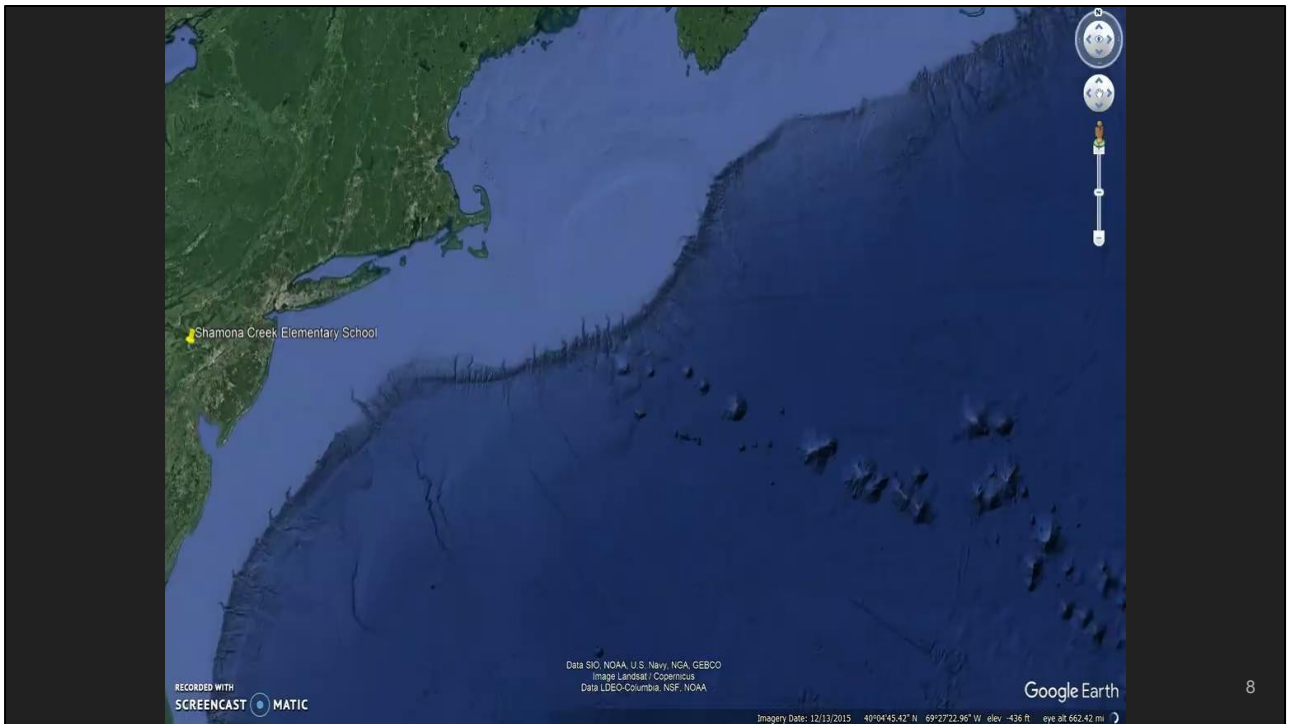 N
Shamona Creek Elementary School
Data SIO, NOAA, U.S. Navy, NGA, GEBCO
Image Landsat / Copernicus
Data LDEO-Columbia, NSF, NOAA
RECORDED WITH
SCREENCAST MATIC
Google Earth
8
Imagery Date: 12/13/2015 40°04'45.42" N 69°27'22.96" W elev -436 ft eye alt 662.42 mi